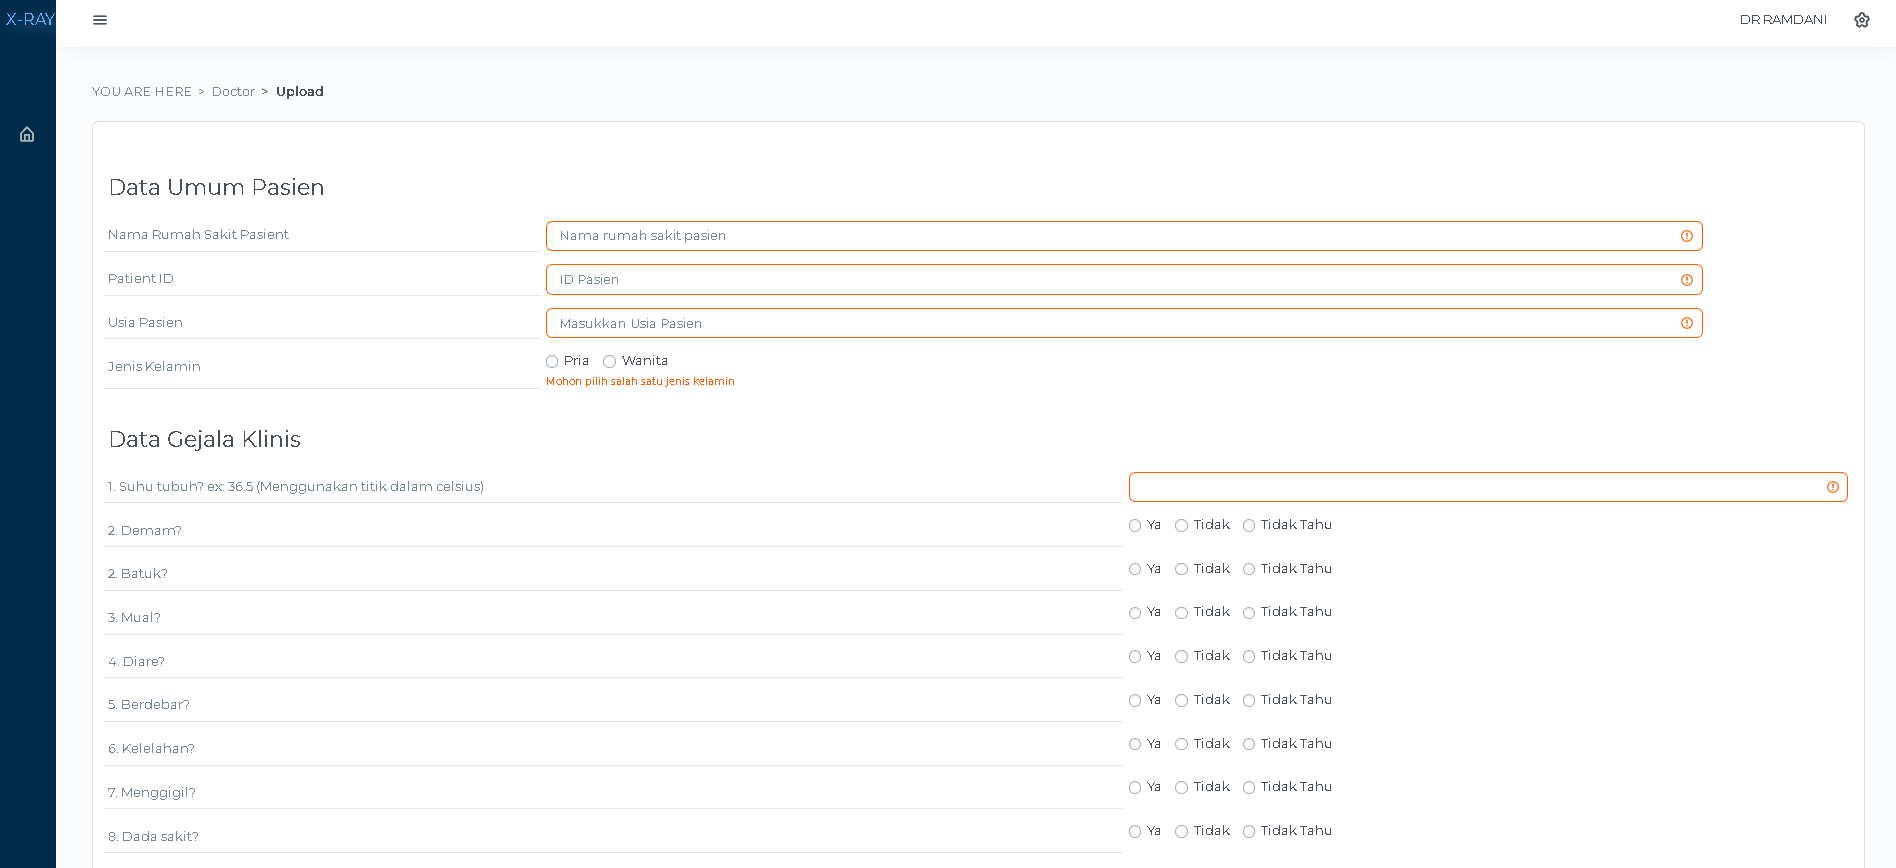 X-RAY
DR RAMDANI
YOU ARE HERE > Doctor > Upload
Data Umum Pasien
Nama Rumah Sakit Pasient
Nama rumah sakit pasien
Patient ID
ID Pasien
Usia Pasien
Masukkan Usia Pasien
Jenis Kelamin
Pria Wanita
Mohon pilih salah satu jenis kelamin
Data Gejala Klinis
1. Suhu tubuh? ex: 36.5 (Menggunakan titik dalam celsius)
2. Demam? Ya Tidak Tidak Tahu
2. Batuk? Ya Tidak Tidak Tahu
3. Mual? Ya Tidak Tidak Tahu
4. Diare? Ya Tidak Tidak Tahu
5. Berdebar? Ya Tidak Tidak Tahu
6. Kelelahan? Ya Tidak Tidak Tahu
7. Menggigil? Ya Tidak Tidak Tahu
8. Dada sakit? Ya Tidak Tidak Tahu